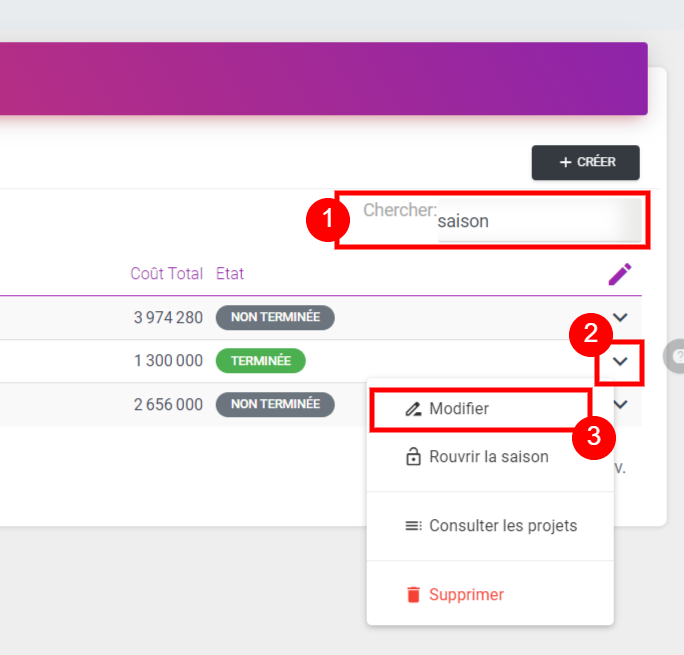 + CRÉER
1
Chercher:
saison
Coût Total Etat
3 974 280 NON TERMINÉE
2
1 300 000 TERMINÉE
?
2 656 000 NON TERMINÉE
Modifier
3
Rouvrir la saison
v.
Consulter les projets
Supprimer